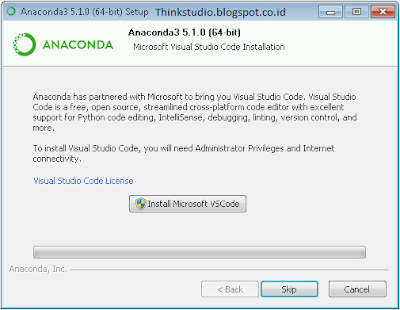 Anaconda3 5.1.0 (64-bit) Setup Thinkstudio.blogspot.co.id
ANACONDA
Anaconda3 5.1.0 (64-bit)
Microsoft Visual Studio Code Installation
Anaconda has partnered with Microsoft to bring you Visual Studio Code. Visual Studio
Code is a free, open source, streamlined cross-platform code editor with excellent
support for Python code editing, IntelliSense, debugging, linting, version control, and
more.
To install Visual Studio Code, you will need Administrator Privileges and Internet
connectivity.
Visual Studio Code License
Install Microsoft VSCode
Anaconda, Inc.
< Back Skip Cancel